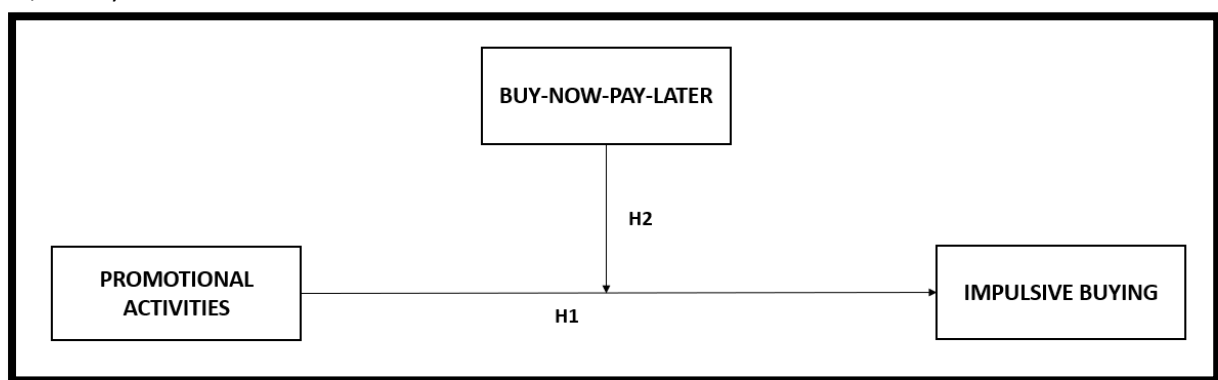 BUY-NOW-PAY-LATER
H2
PROMOTIONAL
ACTIVITIES
IMPULSIVE BUYING
H1